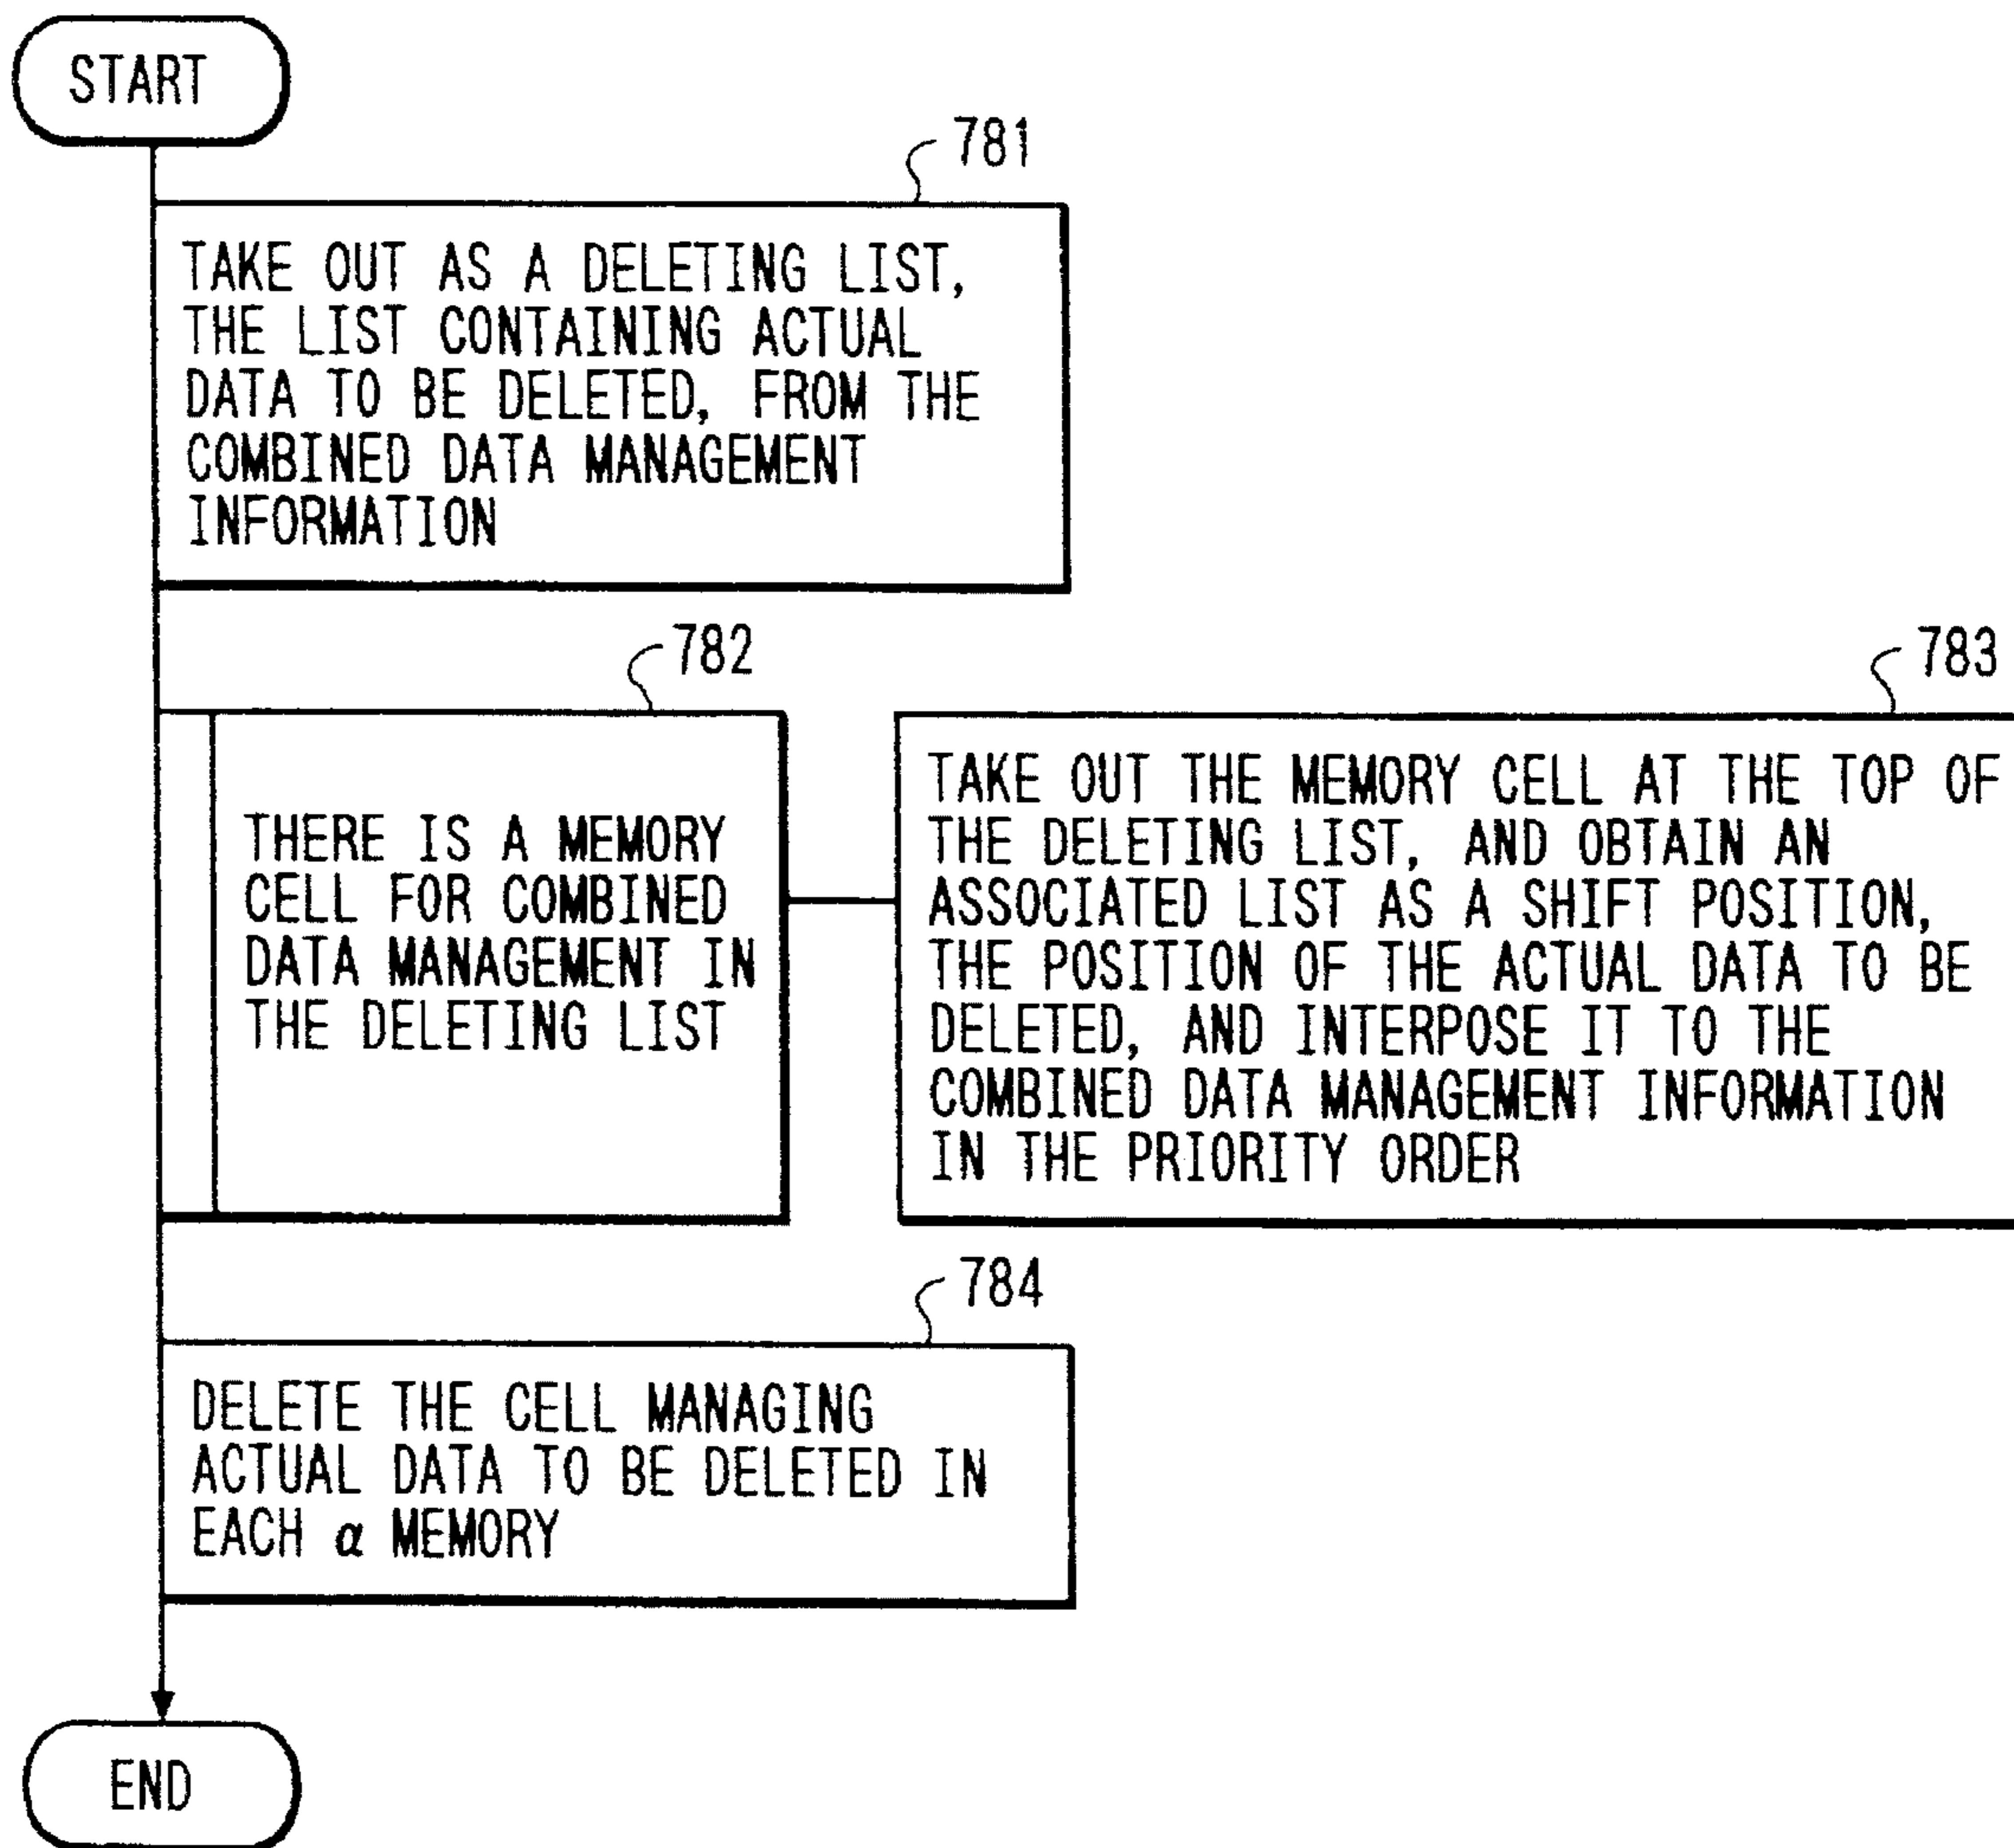 START
781
TAKE OUT AS A DELETING LIST,
THE LIST CONTAINING ACTUAL
DATA TO BE DELETED, FROM THE
COMBINED DATA MANAGEMENT
INFORMATION
782
THERE IS A MEMORY
CELL FOR COMBINED
DATA MANAGEMENT IN
THE DELETING LIST
783
TAKE OUT THE MEMORY CELL AT THE TOP OF
THE DELETING LIST, AND OBTAIN AN
ASSOCIATED LIST AS A SHIFT POSITION,
THE POSITION OF THE ACTUAL DATA TO BE
DELETED, AND INTERPOSE IT TO THE
COMBINED DATA MANAGEMENT INFORMATION
IN THE PRIORITY ORDER
784
DELETE THE CELL MANAGING
ACTUAL DATA TO BE DELETED IN
EACH α MEMORY
END